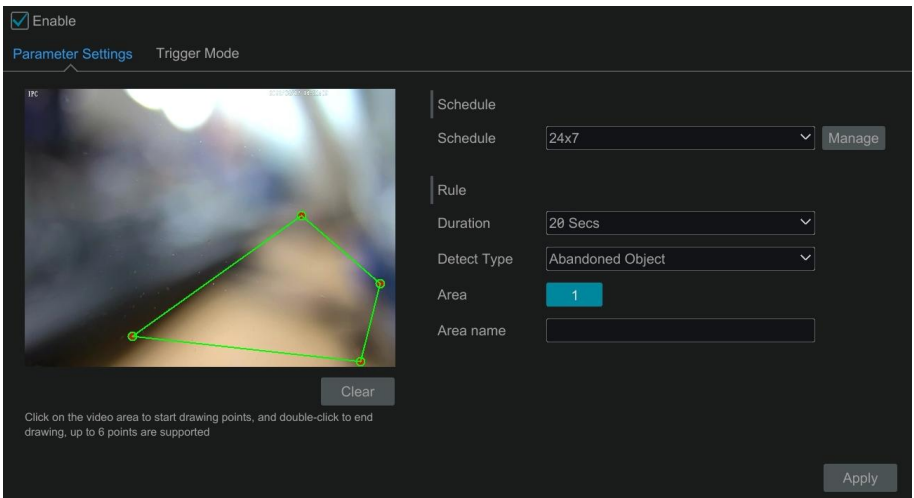 Enable
Parameter Settings Trigger Mode
IPC
Schedule
Schedule 24x7 Manage
Rule
Duration 20 Secs
Detect Type Abandoned Object
Area 1
Area name
Clear
Click on the video area to start drawing points, and double-click to end
drawing, up to 6 points are supported
Apply